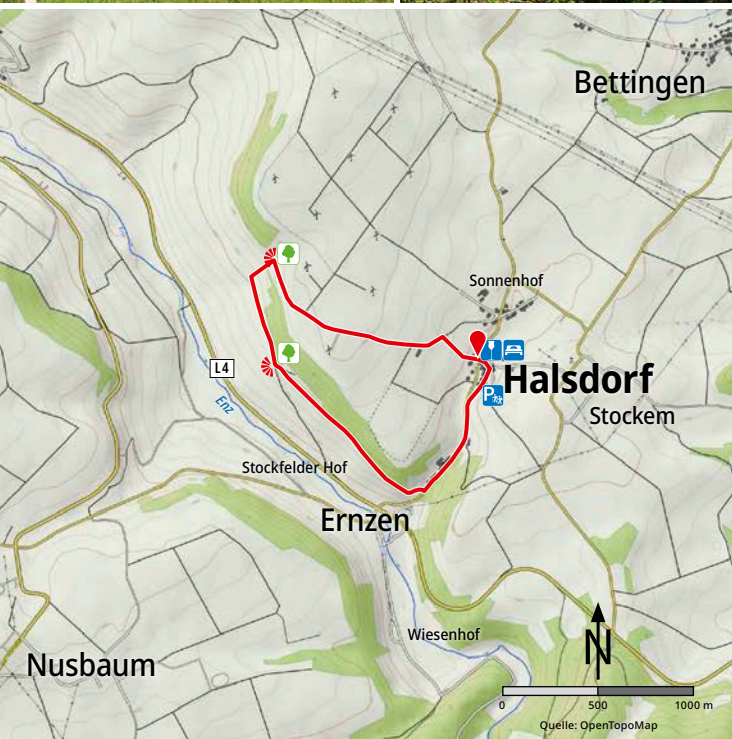 Bettingen
Sonnenhof
Halsdorf
L4
Enz
P
Stockem
Stockfelder Hof
Ernzen
Wiesenhof
N
Nusbaum
0 500 1000 m
Quelle: OpenTopoMap